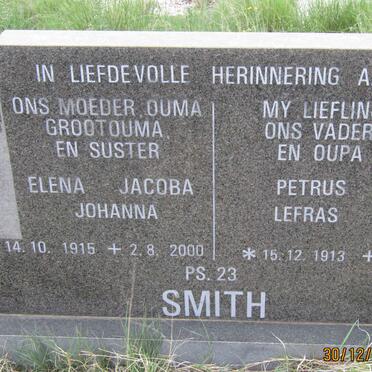 IN LIEFDEVOLLE HERINNERING A
ONS MOEDER, OUMA
GROOTOUMA,
EN SUSTER
ELENA JACOBA
JOHANNA
14.10.1915 + 2.8.2000
MY LIEFLIN
ONS VADER
EN OUPA
PETRUS
LEFRAS
* 15.12.1913 +
PS. 23
SMITH
30/12/